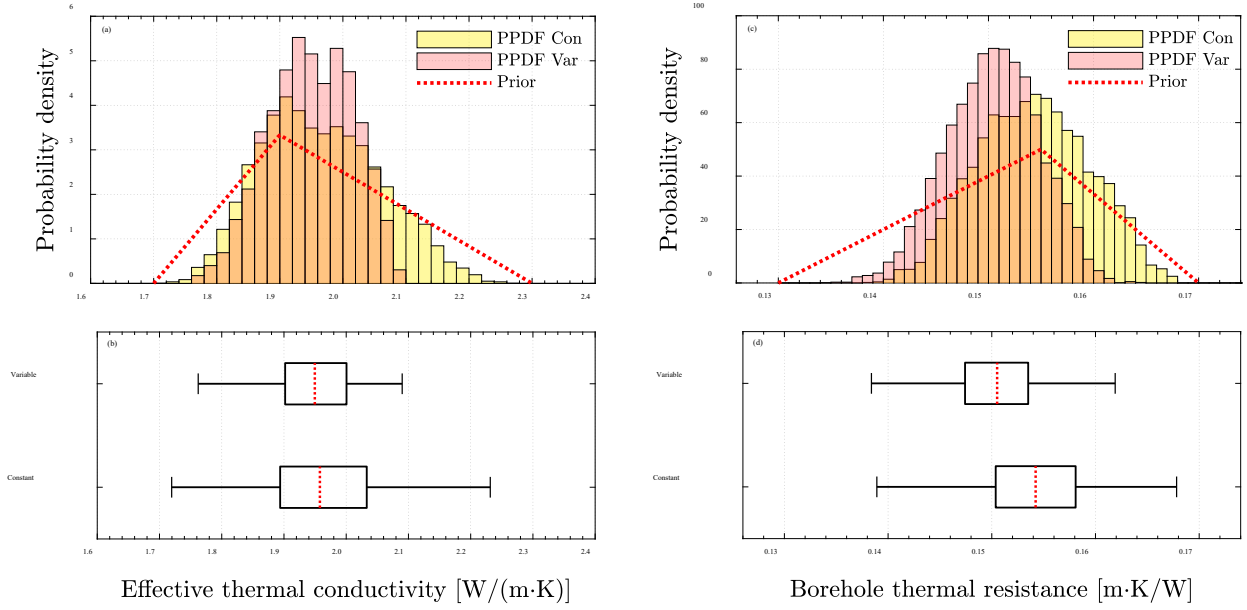 (a)
PPDF Con
PPDF Var
Prior
Probability density
6
5
4
3
2
1
0
1.6 1.7 1.8 1.9 2.0 2.1 2.2 2.3 2.4
(c)
PPDF Con
PPDF Var
Prior
Probability density
100
80
60
40
20
0
0.13 0.14 0.15 0.16 0.17
(b)
Variable
Constant
1.6 1.7 1.8 1.9 2.0 2.1 2.2 2.3 2.4
Effective thermal conductivity [W/(m·K)]
(d)
Variable
Constant
0.13 0.14 0.15 0.16 0.17
Borehole thermal resistance [m·K/W]